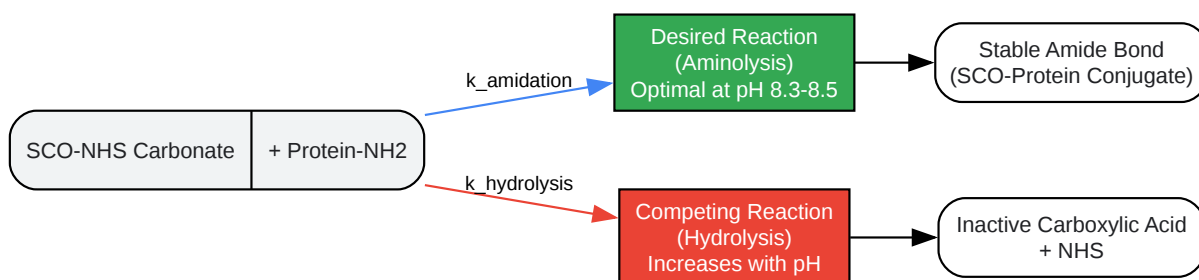 SCO-NHS Carbonate
+ Protein-NH2
k_amidation
k_hydrolysis
Desired Reaction
(Aminolysis)
Optimal at pH 8.3-8.5
Stable Amide Bond
(SCO-Protein Conjugate)
Competing Reaction
(Hydrolysis)
Increases with pH
Inactive Carboxylic Acid
+ NHS